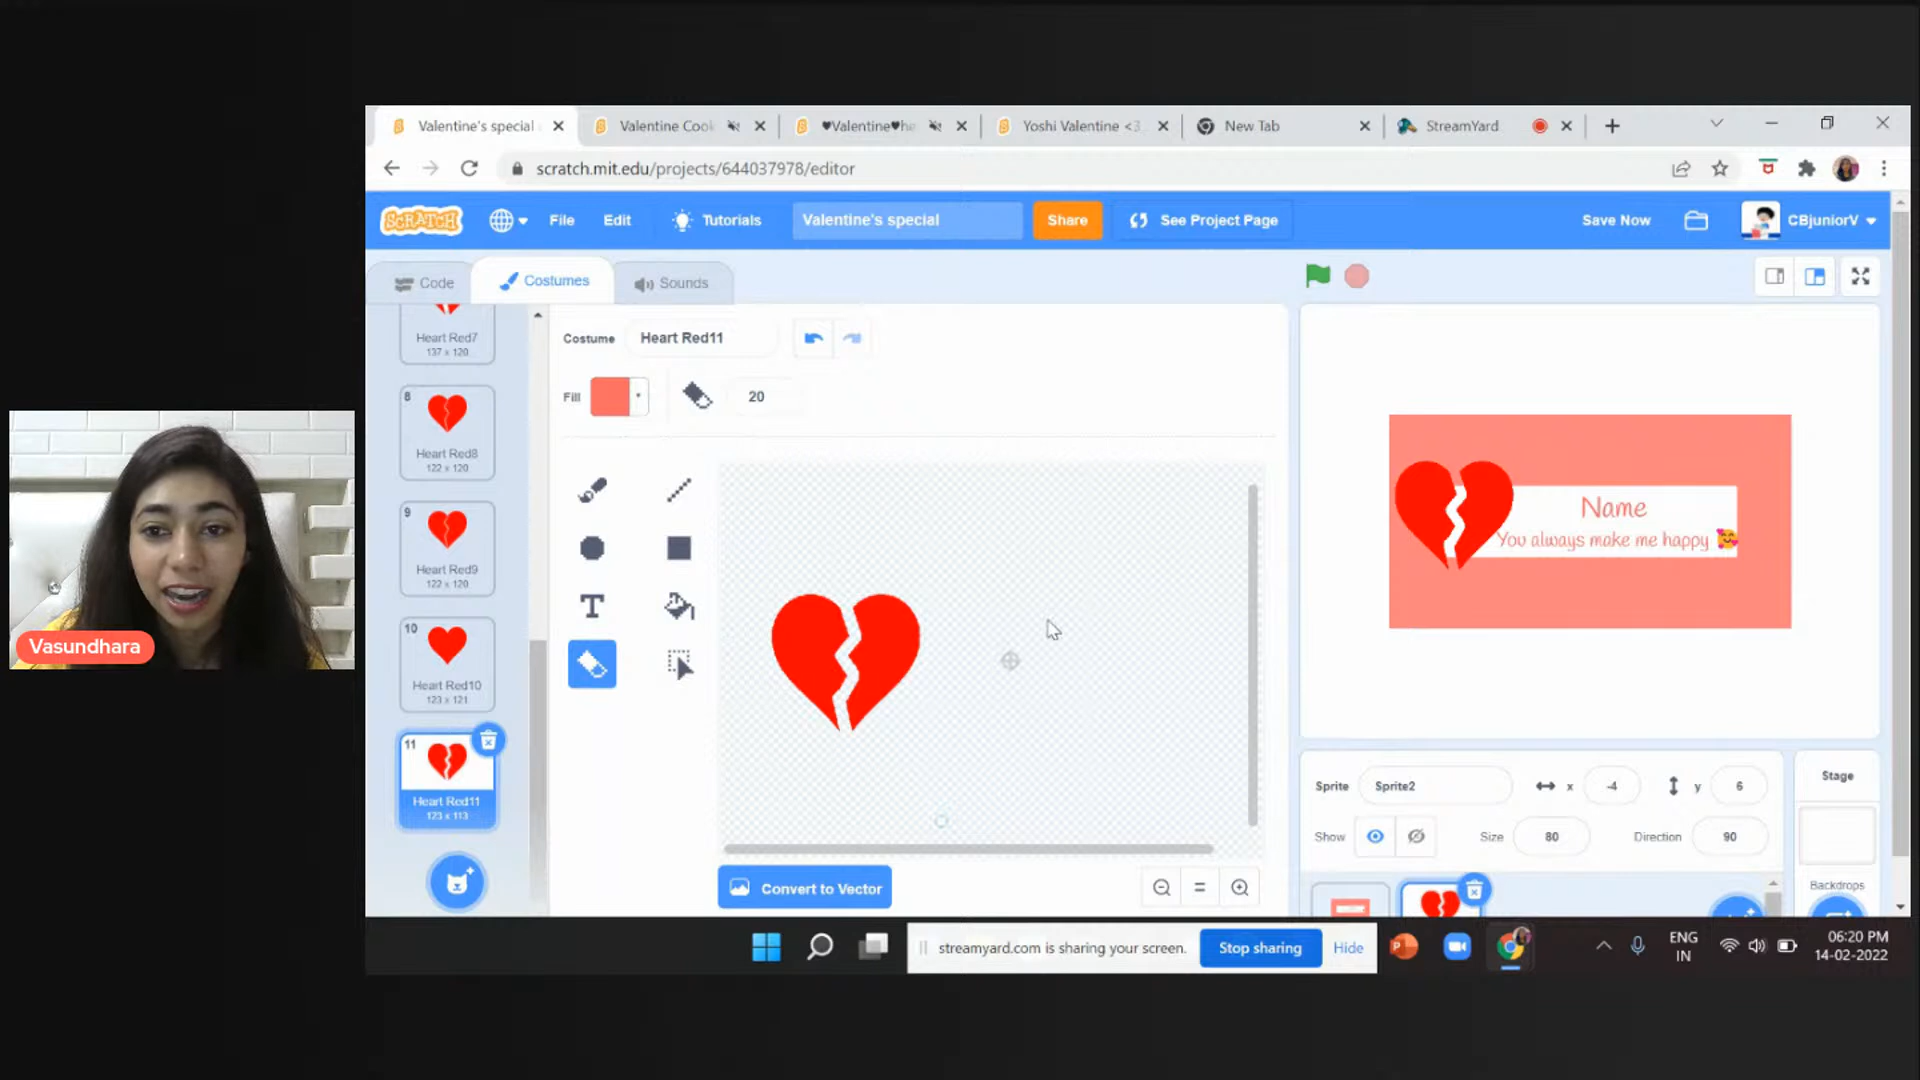 Valentine's special
Valentine Cook
♥Valentine♥he
Yoshi Valentine <3
New Tab
StreamYard
scratch.mit.edu/projects/644037978/editor
SCRATCH
File
Edit
Tutorials
Valentine's special
Share
See Project Page
Save Now
CBjuniorV
Code
Costumes
Sounds
Heart Red7
137 x 120
8
Heart Red8
122 x 120
9
Heart Red9
122 x 120
10
Heart Red10
123 x 121
11
Heart Red11
123 x 113
Costume
Heart Red11
Fill
20
T
Convert to Vector
Name
You always make me happy 🥰
Sprite
Sprite2
x
-4
y
6
Show
Size
80
Direction
90
Stage
Backdrops
Vasundhara
streamyard.com is sharing your screen.
Stop sharing
Hide
ENG
IN
06:20 PM
14-02-2022